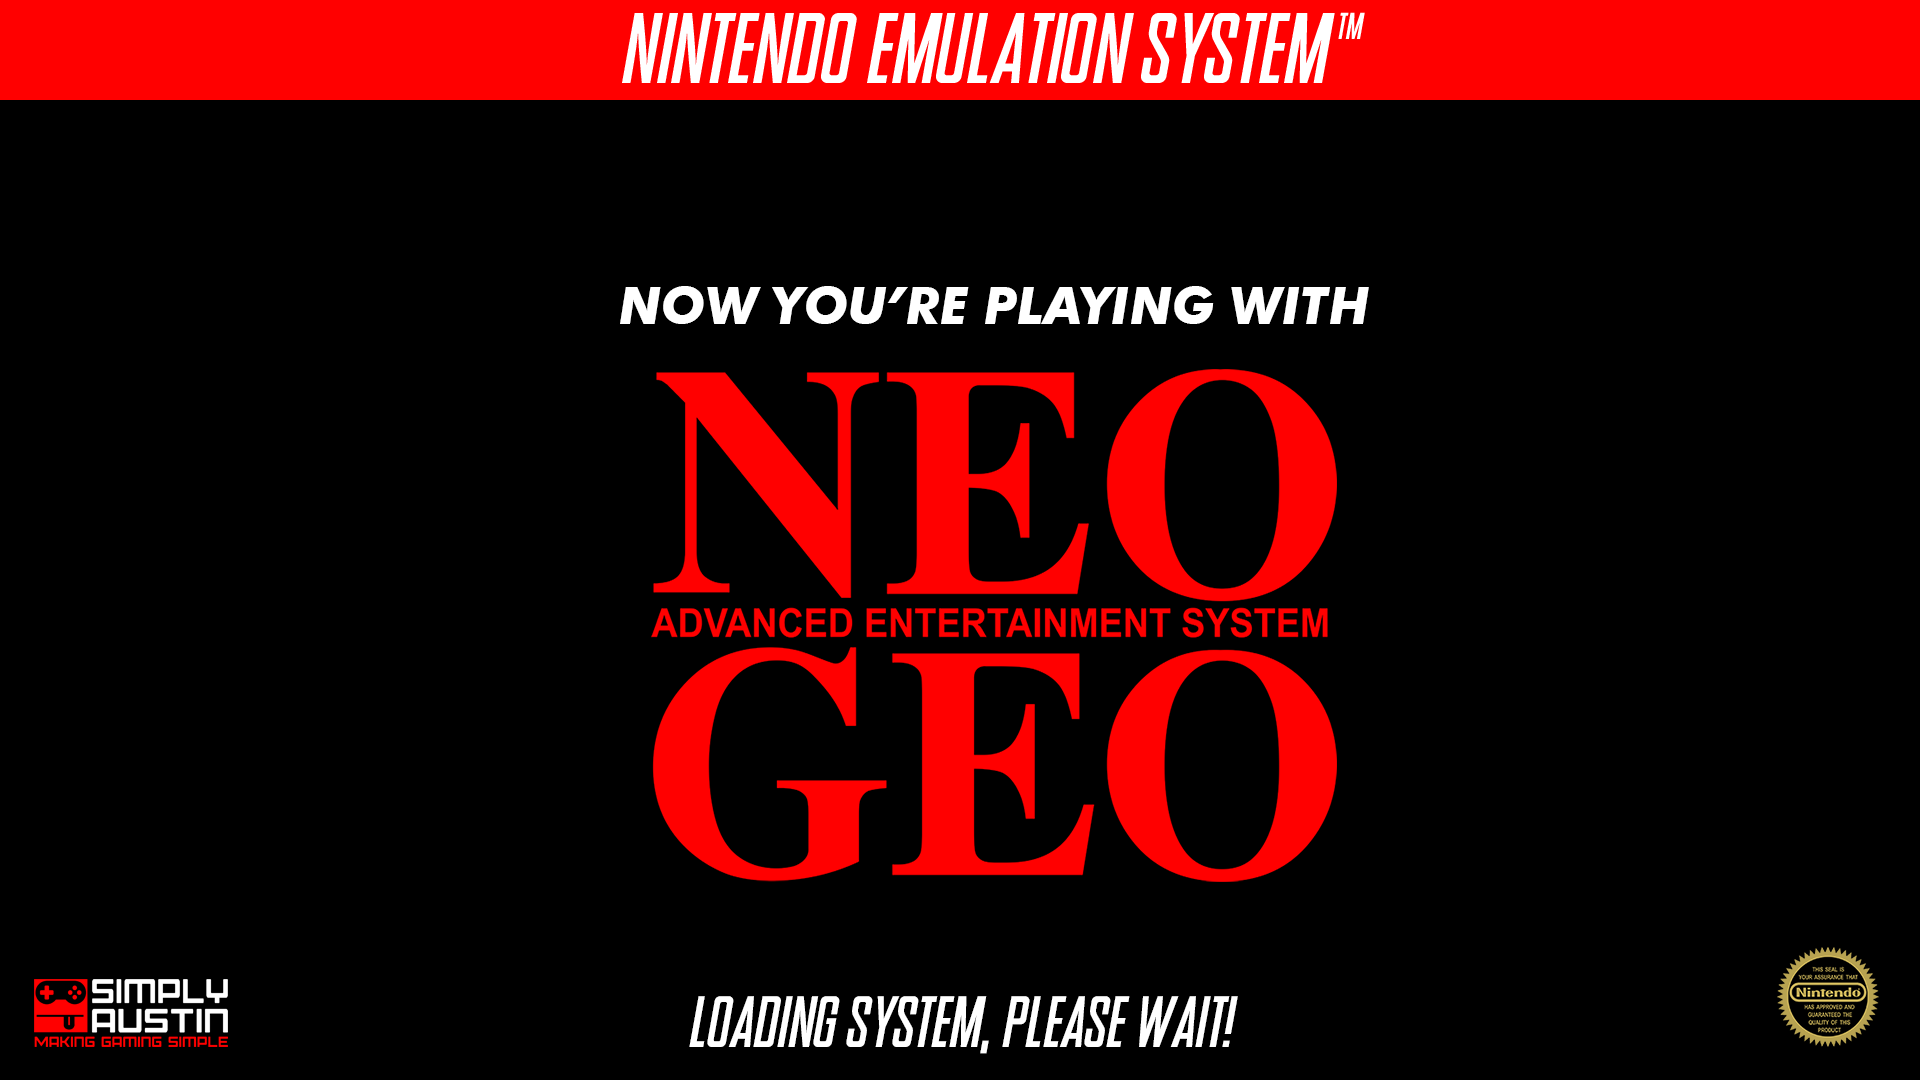 NINTENDO EMULATION SYSTEM™
NOW YOU'RE PLAYING WITH
NEO
ADVANCED ENTERTAINMENT SYSTEM
GEO
SIMPLY
AUSTIN
MAKING GAMING SIMPLE
LOADING SYSTEM, PLEASE WAIT!
THIS SEAL IS
YOUR ASSURANCE THAT
Nintendo
HAS APPROVED AND
GUARANTEED THE
QUALITY OF THIS
PRODUCT